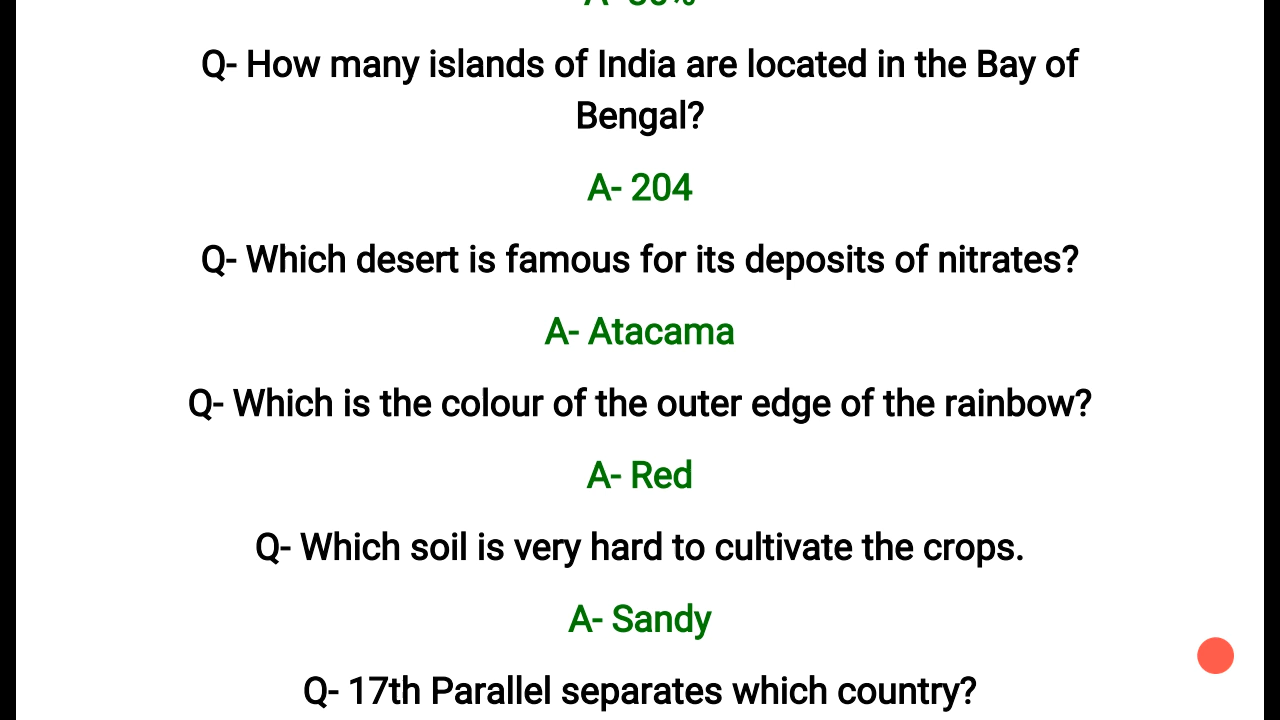 Q- How many islands of India are located in the Bay of
Bengal?
A- 204
Q- Which desert is famous for its deposits of nitrates?
A- Atacama
Q- Which is the colour of the outer edge of the rainbow?
A- Red
Q- Which soil is very hard to cultivate the crops.
A- Sandy
Q- 17th Parallel separates which country?